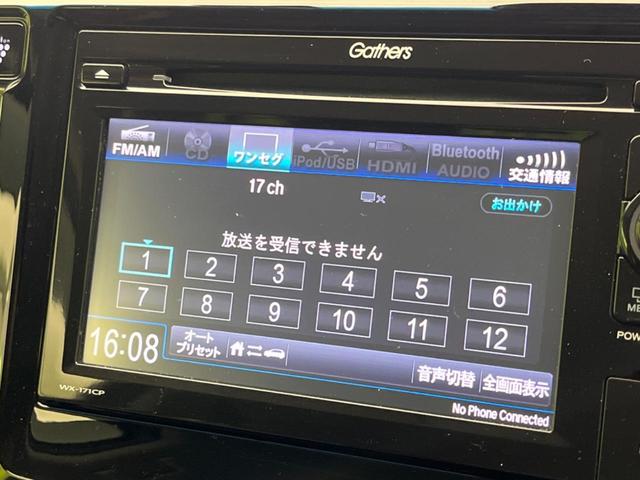 Gathers
FM/AM
CD
ワンセグ
iPod/USB
HDMI
Bluetooth
AUDIO
交通情報
17 ch
お出かけ
放送を受信できません
1 2 3 4 5 6
7 8 9 10 11 12
16:08
オート
プリセット
音声切替
全画面表示
WX-171CP
No Phone Connected